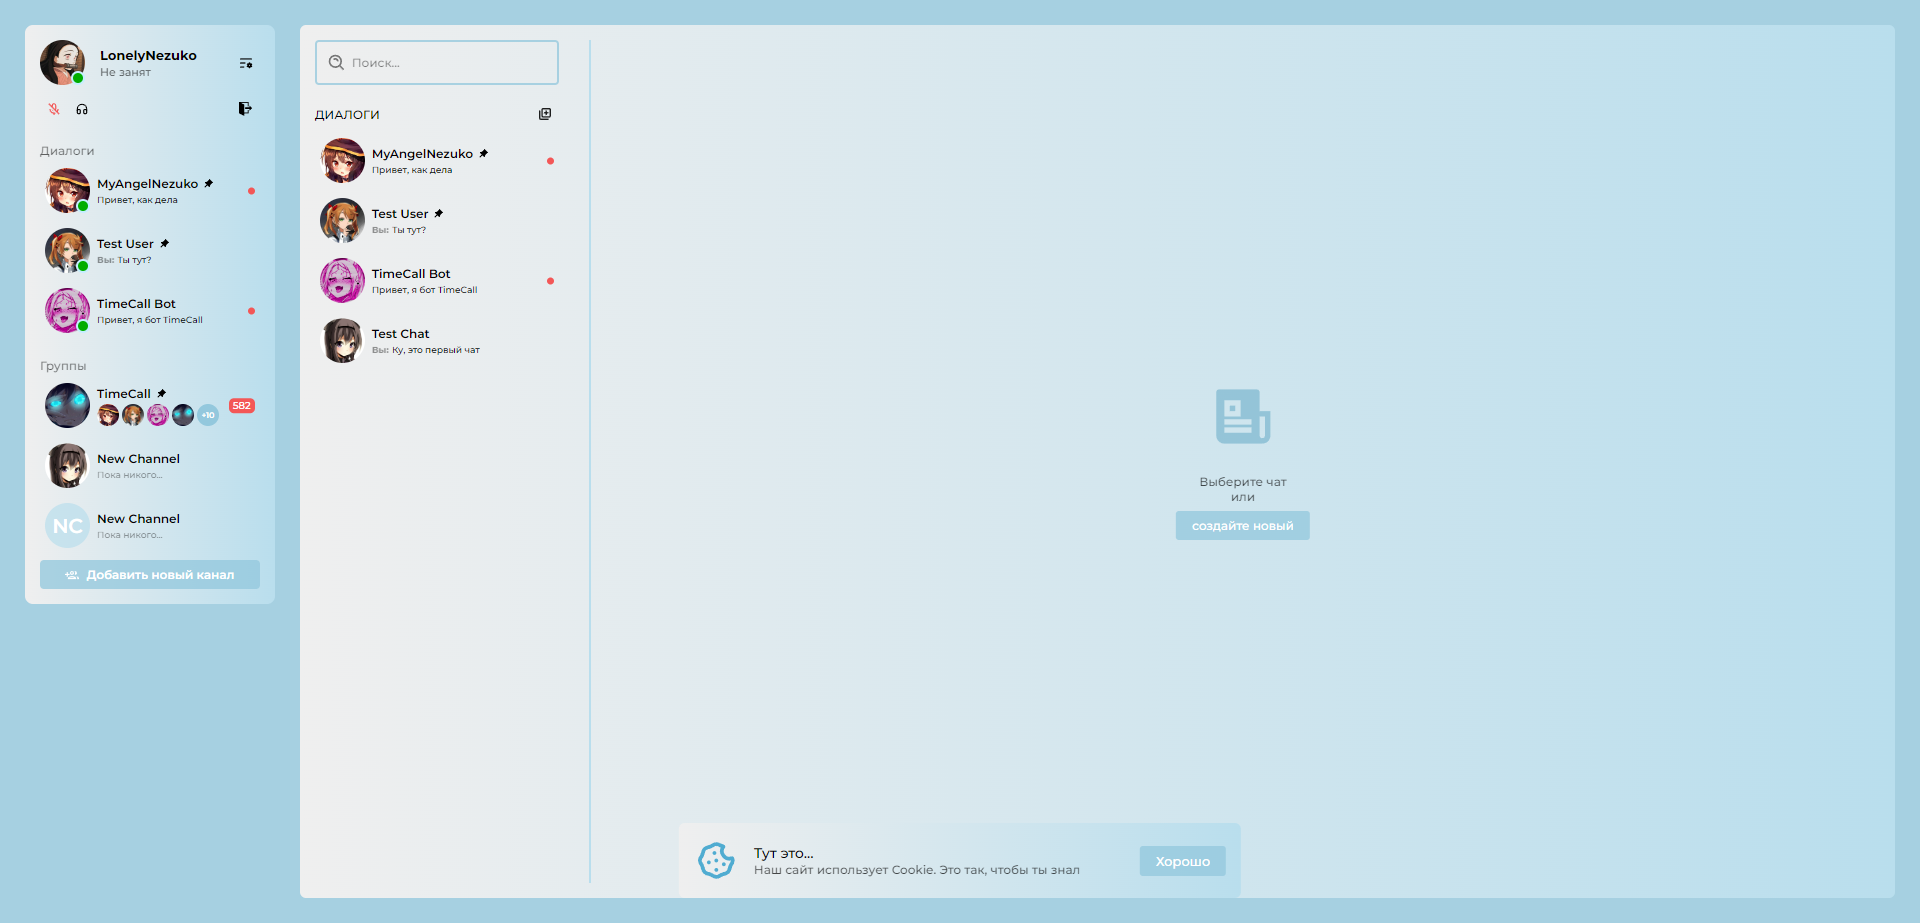 LonelyNezuko
Не занят
Диалоги
MyAngelNezuko
Привет, как дела
Test User
Вы: Ты тут?
TimeCall Bot
Привет, я бот TimeCall
Группы
TimeCall
+10
582
New Channel
Пока никого...
NC
New Channel
Пока никого...
Добавить новый канал
Поиск...
ДИАЛОГИ
MyAngelNezuko
Привет, как дела
Test User
Вы: Ты тут?
TimeCall Bot
Привет, я бот TimeCall
Test Chat
Вы: Ку, это первый чат
Выберите чат
или
создайте новый
Тут это...
Наш сайт использует Cookie. Это так, чтобы ты знал
Хорошо